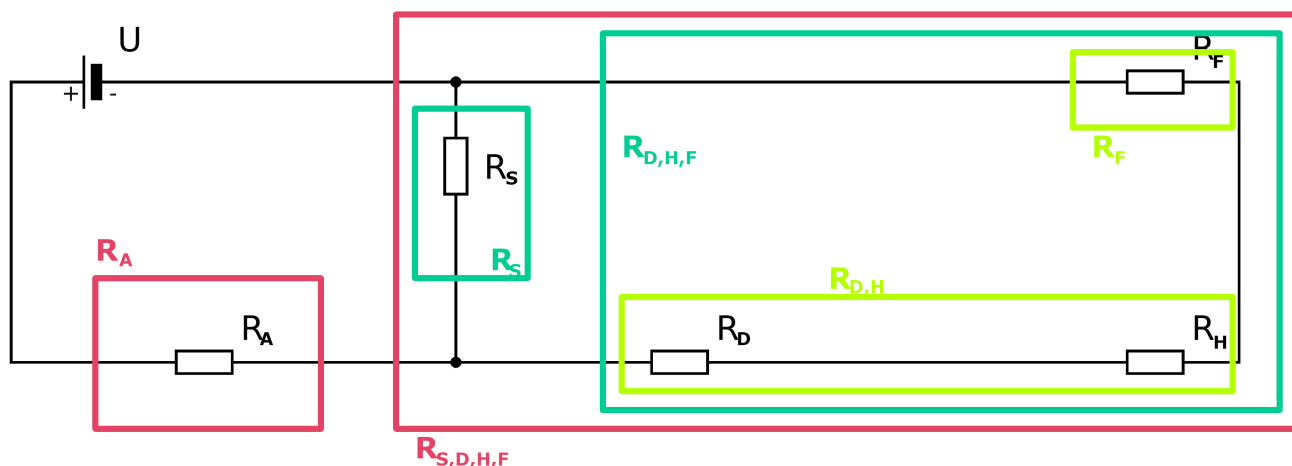 U
+
-
R_F
R_F
R_D,H,F
R_S
R_S
R_A
R_A
R_D,H
R_D
R_H
R_S,D,H,F